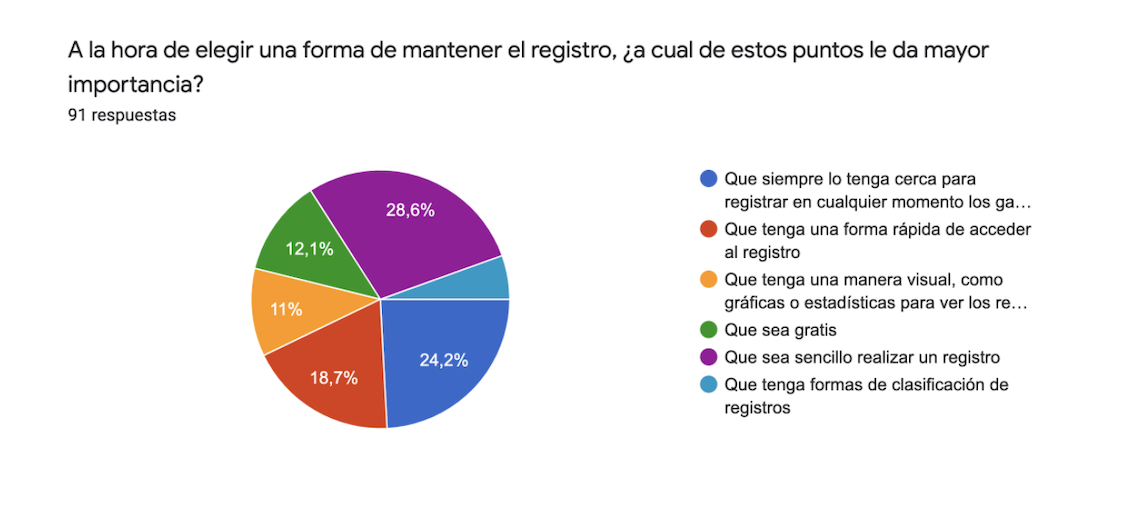 A la hora de elegir una forma de mantener el registro, ¿a cual de estos puntos le da mayor
importancia?
91 respuestas
28,6%
12,1%
11%
18,7%
24,2%
Que siempre lo tenga cerca para
registrar en cualquier momento los ga…
Que tenga una forma rápida de acceder
al registro
Que tenga una manera visual, como
gráficas o estadísticas para ver los re…
Que sea gratis
Que sea sencillo realizar un registro
Que tenga formas de clasificación de
registros